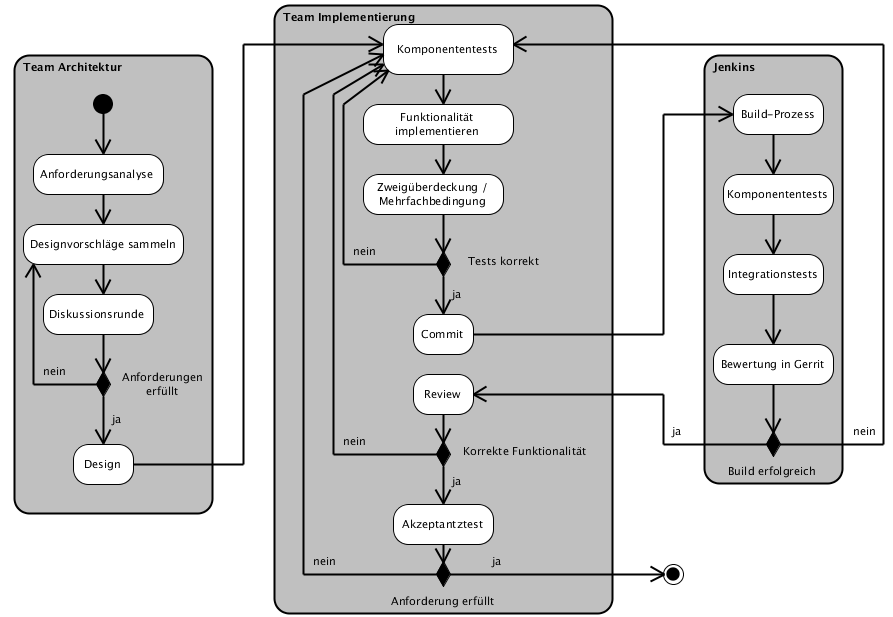 Team Architektur
Anforderungsanalyse
Designvorschläge sammeln
Diskussionsrunde
nein
Anforderungen
erfüllt
ja
Design
Team Implementierung
Komponententests
Funktionalität
implementieren
Zweigüberdeckung /
Mehrfachbedingung
nein
Tests korrekt
ja
Commit
Review
nein
Korrekte Funktionalität
ja
Akzeptantztest
nein
ja
Anforderung erfüllt
Jenkins
Build-Prozess
Komponententests
Integrationstests
Bewertung in Gerrit
ja
nein
Build erfolgreich